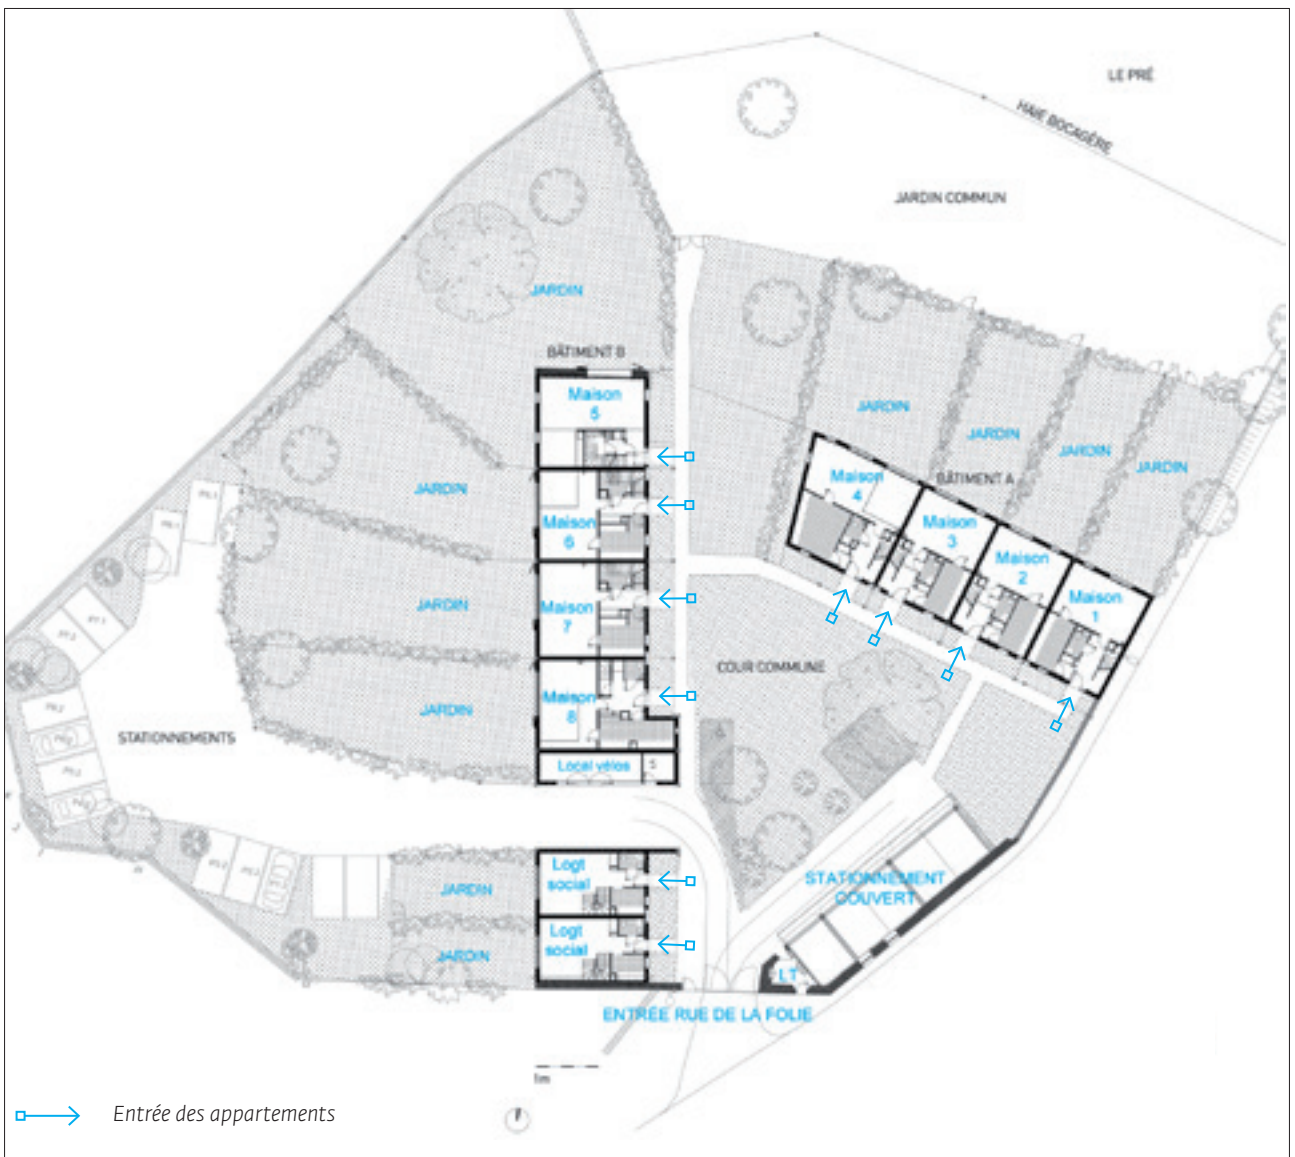 LE PRÉ
HAIE BOCAGÈRE
JARDIN COMMUN
JARDIN
BÂTIMENT B
Maison
5
JARDIN
JARDIN
JARDIN
JARDIN
BÂTIMENT A
Maison
4
Maison
3
Maison
2
Maison
1
JARDIN
Maison
6
JARDIN
Maison
7
COUR COMMUNE
Maison
8
JARDIN
STATIONNEMENTS
Local vélos
S
Logt
social
JARDIN
STATIONNEMENT
COUVERT
Logt
social
JARDIN
LT
ENTRÉE RUE DE LA FOLIE
1m
Entrée des appartements